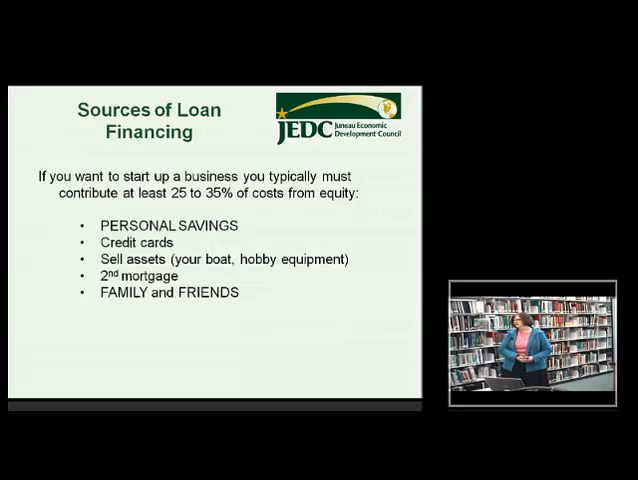 Sources of Loan
Financing
JEDC
Juneau Economic
Development Council
If you want to start up a business you typically must
contribute at least 25 to 35% of costs from equity:
• PERSONAL SAVINGS
• Credit cards
• Sell assets (your boat, hobby equipment)
• 2nd mortgage
• FAMILY and FRIENDS